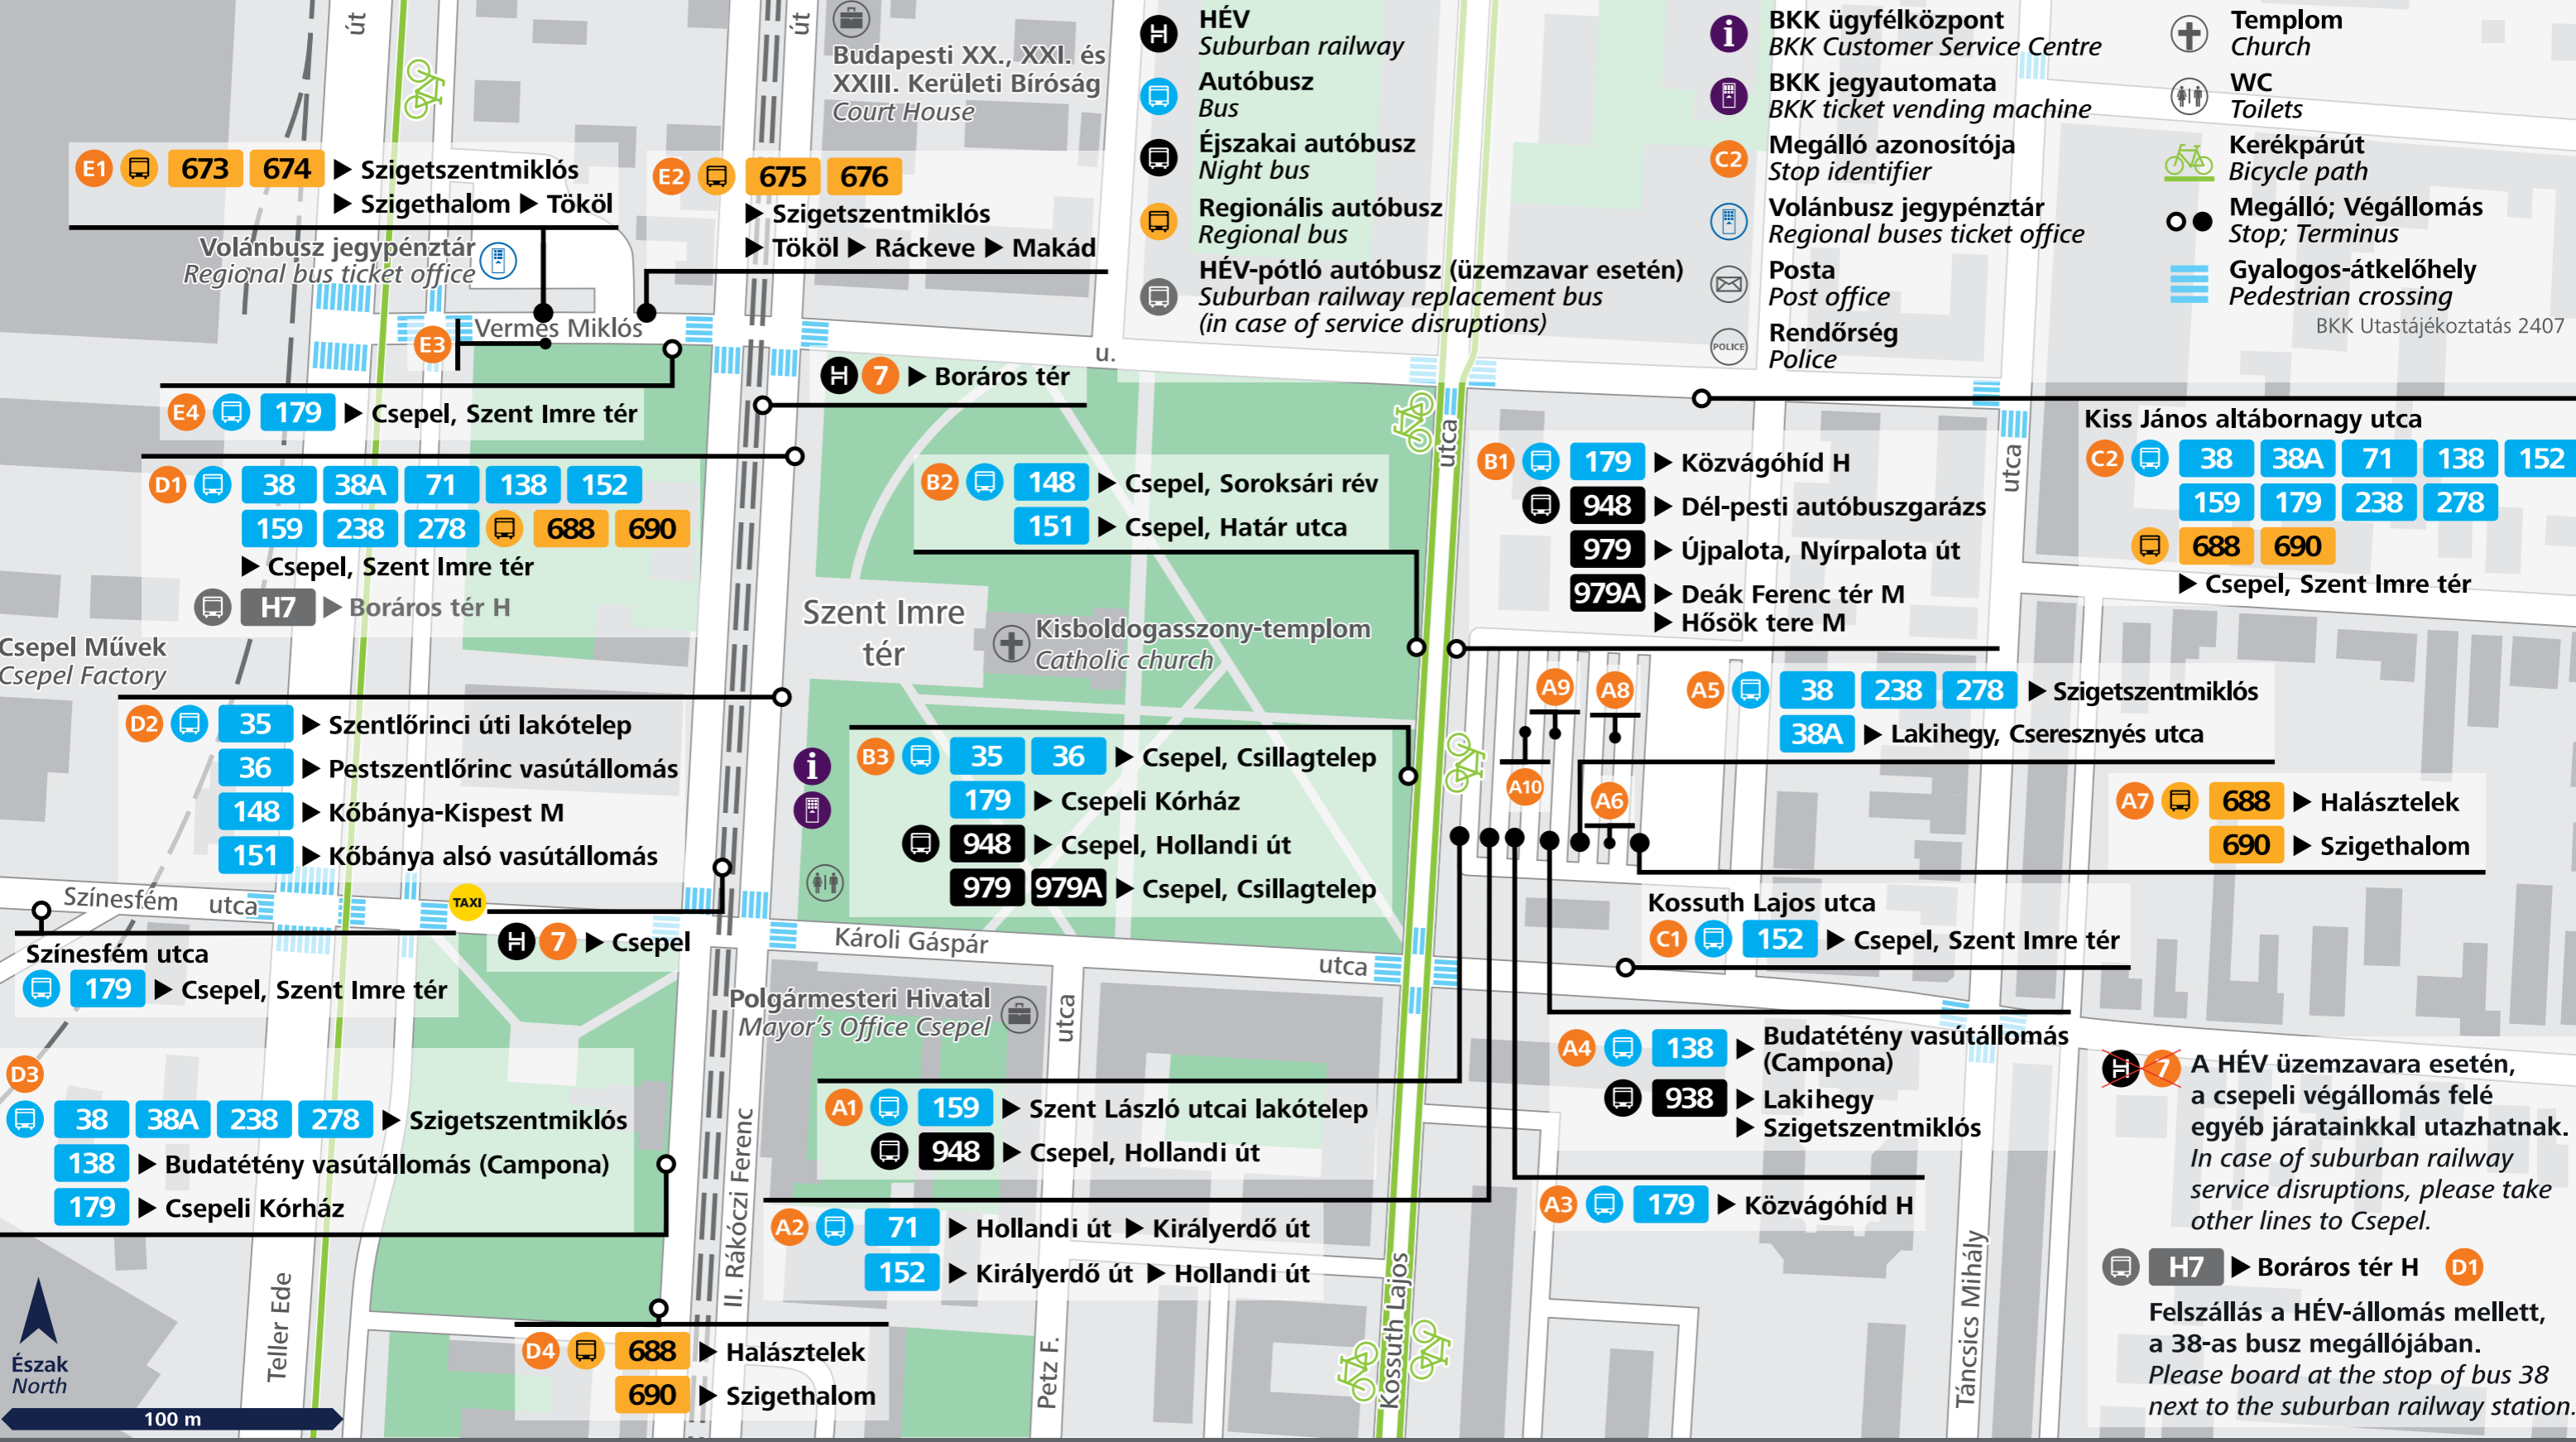 út
út
Budapesti XX., XXI. és
XXIII. Kerületi Bíróság
Court House
HÉV
Suburban railway
Autóbusz
Bus
Éjszakai autóbusz
Night bus
Regionális autóbusz
Regional bus
HÉV-pótló autóbusz (üzemzavar esetén)
Suburban railway replacement bus
(in case of service disruptions)
BKK ügyfélközpont
BKK Customer Service Centre
BKK jegyautomata
BKK ticket vending machine
C2 Megálló azonosítója
Stop identifier
Volánbusz jegypénztár
Regional buses ticket office
Posta
Post office
POLICE Rendőrség
Police
Templom
Church
WC
Toilets
Kerékpárút
Bicycle path
Megálló; Végállomás
Stop; Terminus
Gyalogos-átkelőhely
Pedestrian crossing
BKK Utastájékoztatás 2407
E1 673 674 ▶ Szigetszentmiklós
▶ Szigethalom ▶ Tököl
E2 675 676
▶ Szigetszentmiklós
▶ Tököl ▶ Ráckeve ▶ Makád
Volánbusz jegypénztár
Regional bus ticket office
E3
Vermes Miklós
u.
H 7 ▶ Boráros tér
E4 179 ▶ Csepel, Szent Imre tér
D1 38 38A 71 138 152
159 238 278 688 690
▶ Csepel, Szent Imre tér
H7 ▶ Boráros tér H
B2 148 ▶ Csepel, Soroksári rév
151 ▶ Csepel, Határ utca
utca
B1 179 ▶ Közvágóhíd H
948 ▶ Dél-pesti autóbuszgarázs
979 ▶ Újpalota, Nyírpalota út
979A ▶ Deák Ferenc tér M
▶ Hősök tere M
utca
Kiss János altábornagy utca
C2 38 38A 71 138 152
159 179 238 278
688 690
▶ Csepel, Szent Imre tér
Szent Imre
tér
Kisboldogasszony-templom
Catholic church
Csepel Művek
Csepel Factory
D2 35 ▶ Szentlőrinci úti lakótelep
36 ▶ Pestszentlőrinc vasútállomás
148 ▶ Kőbánya-Kispest M
151 ▶ Kőbánya alsó vasútállomás
B3 35 36 ▶ Csepel, Csillagtelep
179 ▶ Csepeli Kórház
948 ▶ Csepel, Hollandi út
979 979A ▶ Csepel, Csillagtelep
A9
A8
A10
A6
A5 38 238 278 ▶ Szigetszentmiklós
38A ▶ Lakihegy, Cseresznyés utca
A7 688 ▶ Halásztelek
690 ▶ Szigethalom
Színesfém utca
TAXI
H 7 ▶ Csepel
Színesfém utca
179 ▶ Csepel, Szent Imre tér
Károli Gáspár
utca
Kossuth Lajos utca
C1 152 ▶ Csepel, Szent Imre tér
Polgármesteri Hivatal
Mayor's Office Csepel
utca
D3
38 38A 238 278 ▶ Szigetszentmiklós
138 ▶ Budatétény vasútállomás (Campona)
179 ▶ Csepeli Kórház
A1 159 ▶ Szent László utcai lakótelep
948 ▶ Csepel, Hollandi út
A2 71 ▶ Hollandi út ▶ Királyerdő út
152 ▶ Királyerdő út ▶ Hollandi út
A4 138 ▶ Budatétény vasútállomás
(Campona)
938 ▶ Lakihegy
▶ Szigetszentmiklós
A3 179 ▶ Közvágóhíd H
D4 688 ▶ Halásztelek
690 ▶ Szigethalom
Teller Ede
II. Rákóczi Ferenc
Petz F.
Kossuth Lajos
Táncsics Mihály
H 7 A HÉV üzemzavara esetén,
a csepeli végállomás felé
egyéb járatainkkal utazhatnak.
In case of suburban railway
service disruptions, please take
other lines to Csepel.
H7 ▶ Boráros tér H D1
Felszállás a HÉV-állomás mellett,
a 38-as busz megállójában.
Please board at the stop of bus 38
next to the suburban railway station.
Észak
North
100 m